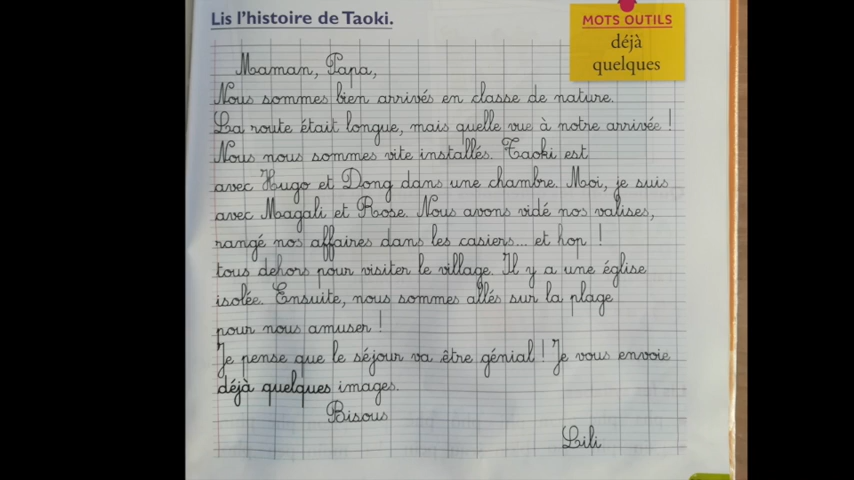 Lis l'histoire de Taoki.
MOTS OUTILS
déjà
quelques
Maman, Papa,
Nous sommes bien arrivés en classe de nature.
La route était longue, mais quelle vue à notre arrivée !
Nous nous sommes vite installés. Taoki est
avec Hugo et Dong dans une chambre. Moi, je suis
avec Magali et Rose. Nous avons vidé nos valises,
rangé nos affaires dans les casiers... et hop !
tous dehors pour visiter le village. Il y a une église
isolée. Ensuite, nous sommes allés sur la plage
pour nous amuser !
Je pense que le séjour va être génial ! Je vous envoie
déjà quelques images.
Bisous
Lili